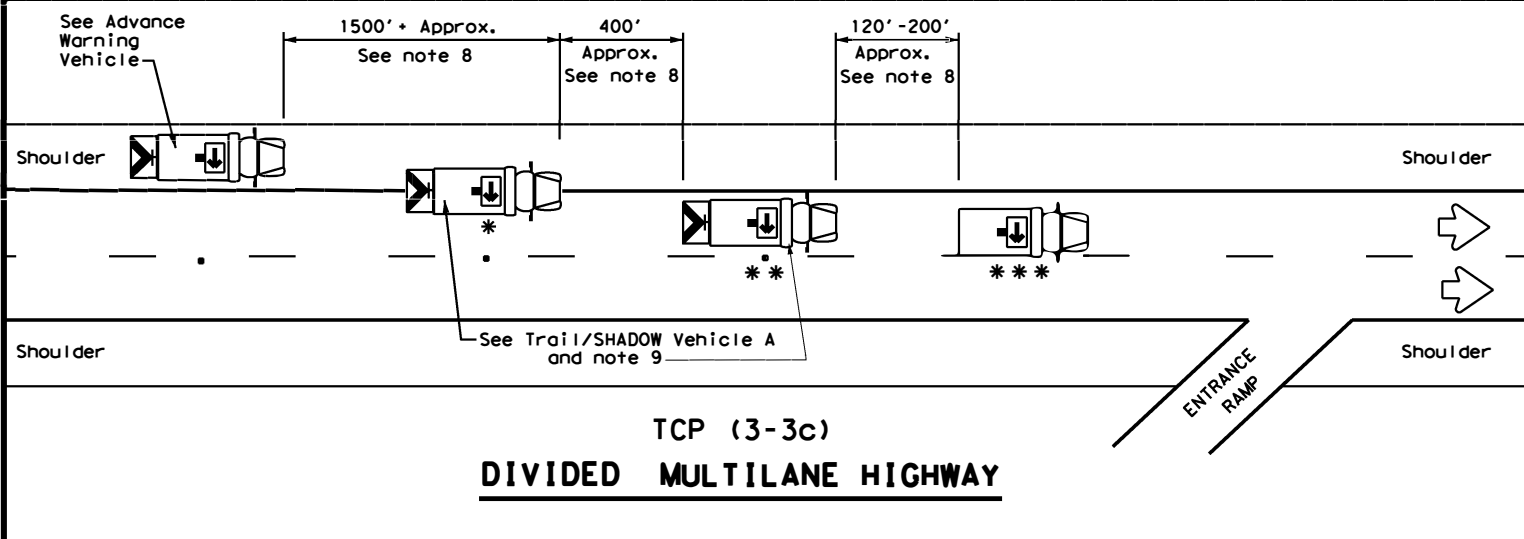 See Advance
Warning
Vehicle
1500'+ Approx.
See note 8
400'
Approx.
See note 8
120'-200'
Approx.
See note 8
Shoulder
Shoulder
*
**
***
See Trail/SHADOW Vehicle A
and note 9
Shoulder
Shoulder
ENTRANCE
RAMP
TCP (3-3c)
DIVIDED MULTILANE HIGHWAY